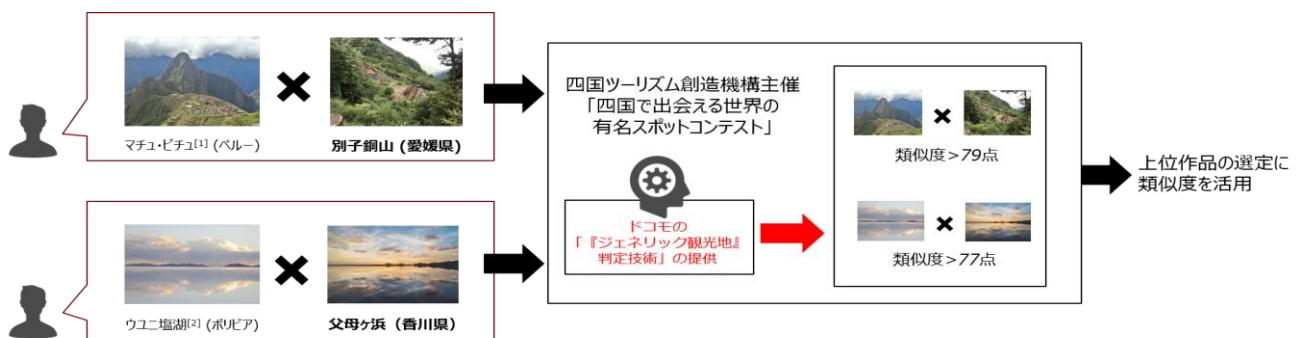 マチュ・ピチュ[1] (ペルー)
別子銅山 (愛媛県)
ウユニ塩湖[2] (ボリビア)
父母ヶ浜（香川県）
四国ツーリズム創造機構主催
「四国で出会える世界の
有名スポットコンテスト」
ドコモの
「『ジェネリック観光地』
判定技術」の提供
類似度>79点
類似度>77点
上位作品の選定に
類似度を活用